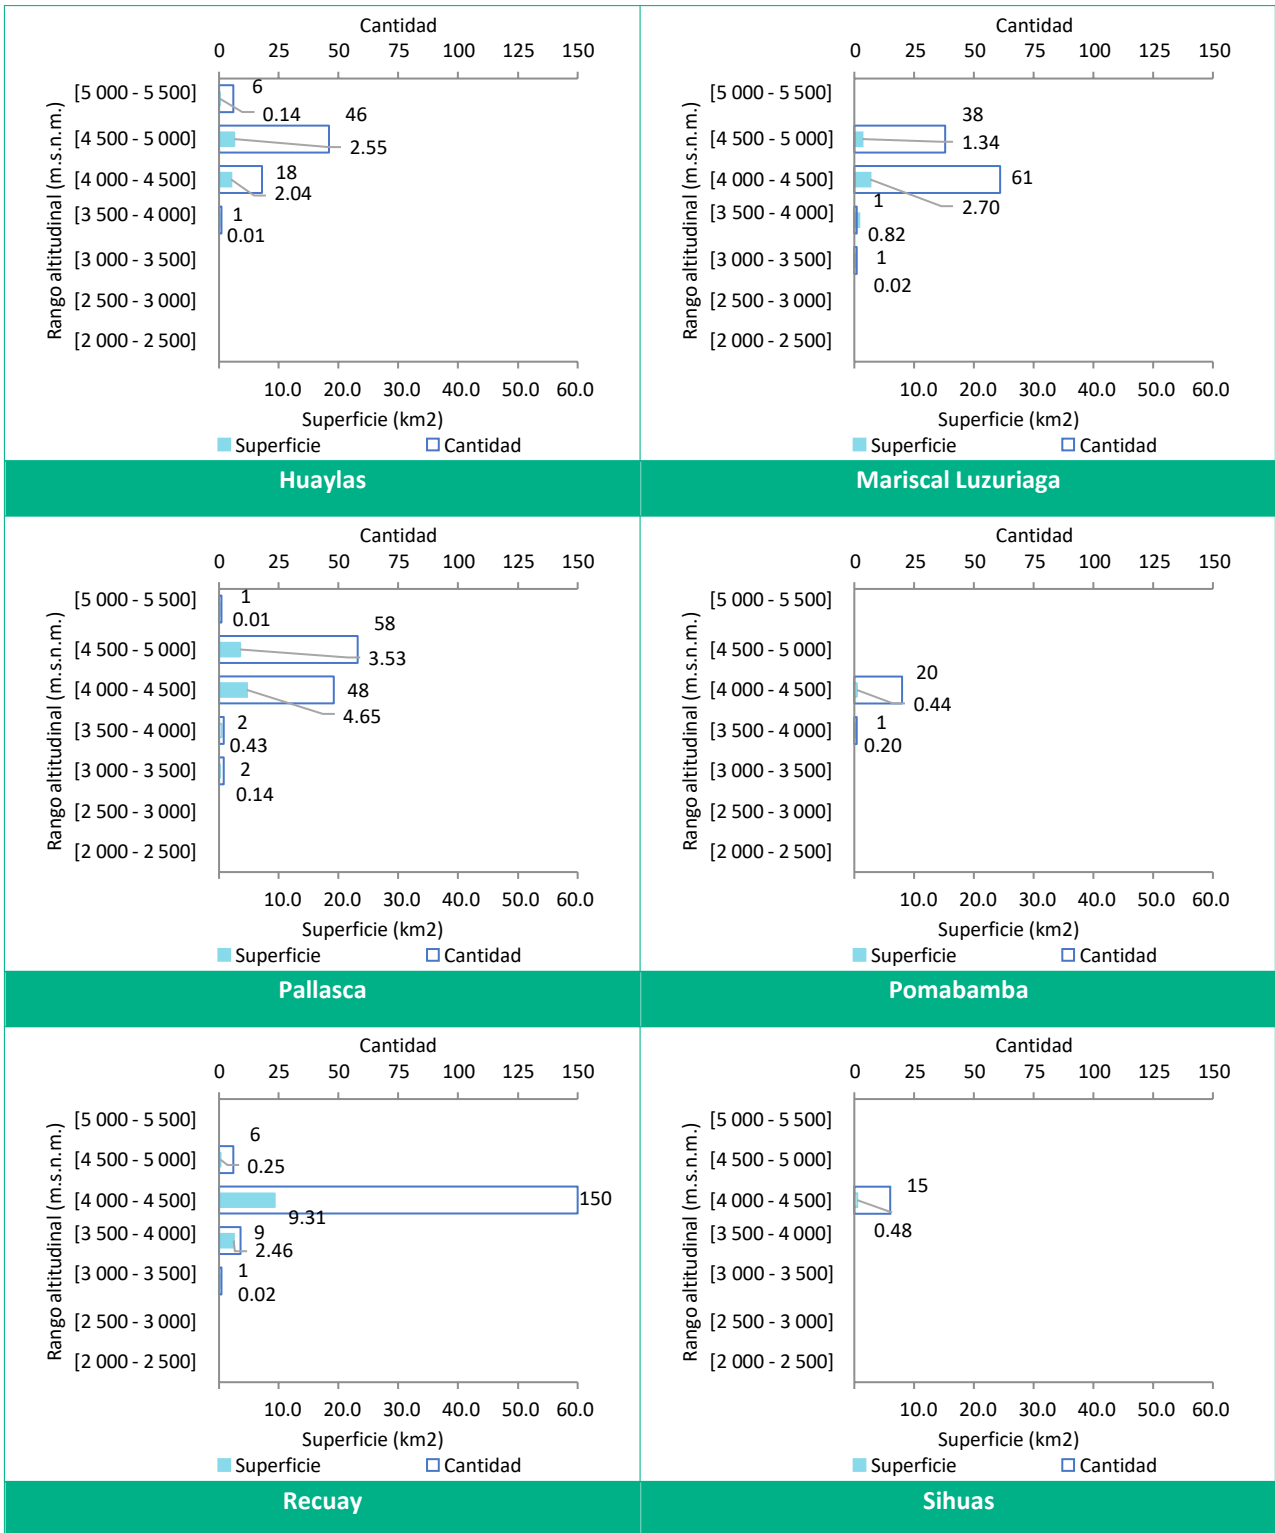 Cantidad
0 25 50 75 100 125 150
Rango altitudinal (m.s.n.m.)
[5 000 - 5 500] 6
0.14
[4 500 - 5 000] 46
2.55
[4 000 - 4 500] 18
2.04
[3 500 - 4 000] 1
0.01
[3 000 - 3 500]
[2 500 - 3 000]
[2 000 - 2 500]
10.0 20.0 30.0 40.0 50.0 60.0
Superficie (km2)
Superficie Cantidad
Huaylas
Cantidad
0 25 50 75 100 125 150
Rango altitudinal (m.s.n.m.)
[5 000 - 5 500]
[4 500 - 5 000] 38
1.34
[4 000 - 4 500] 61
2.70
[3 500 - 4 000] 1
0.82
[3 000 - 3 500] 1
0.02
[2 500 - 3 000]
[2 000 - 2 500]
10.0 20.0 30.0 40.0 50.0 60.0
Superficie (km2)
Superficie Cantidad
Mariscal Luzuriaga
Cantidad
0 25 50 75 100 125 150
Rango altitudinal (m.s.n.m.)
[5 000 - 5 500] 1
0.01
[4 500 - 5 000] 58
3.53
[4 000 - 4 500] 48
4.65
[3 500 - 4 000] 2
0.43
[3 000 - 3 500] 2
0.14
[2 500 - 3 000]
[2 000 - 2 500]
10.0 20.0 30.0 40.0 50.0 60.0
Superficie (km2)
Superficie Cantidad
Pallasca
Cantidad
0 25 50 75 100 125 150
Rango altitudinal (m.s.n.m.)
[5 000 - 5 500]
[4 500 - 5 000]
[4 000 - 4 500] 20
0.44
[3 500 - 4 000] 1
0.20
[3 000 - 3 500]
[2 500 - 3 000]
[2 000 - 2 500]
10.0 20.0 30.0 40.0 50.0 60.0
Superficie (km2)
Superficie Cantidad
Pomabamba
Cantidad
0 25 50 75 100 125 150
Rango altitudinal (m.s.n.m.)
[5 000 - 5 500]
[4 500 - 5 000] 6
0.25
[4 000 - 4 500] 150
9.31
[3 500 - 4 000] 9
2.46
[3 000 - 3 500] 1
0.02
[2 500 - 3 000]
[2 000 - 2 500]
10.0 20.0 30.0 40.0 50.0 60.0
Superficie (km2)
Superficie Cantidad
Recuay
Cantidad
0 25 50 75 100 125 150
Rango altitudinal (m.s.n.m.)
[5 000 - 5 500]
[4 500 - 5 000]
[4 000 - 4 500] 15
0.48
[3 500 - 4 000]
[3 000 - 3 500]
[2 500 - 3 000]
[2 000 - 2 500]
10.0 20.0 30.0 40.0 50.0 60.0
Superficie (km2)
Superficie Cantidad
Sihuas